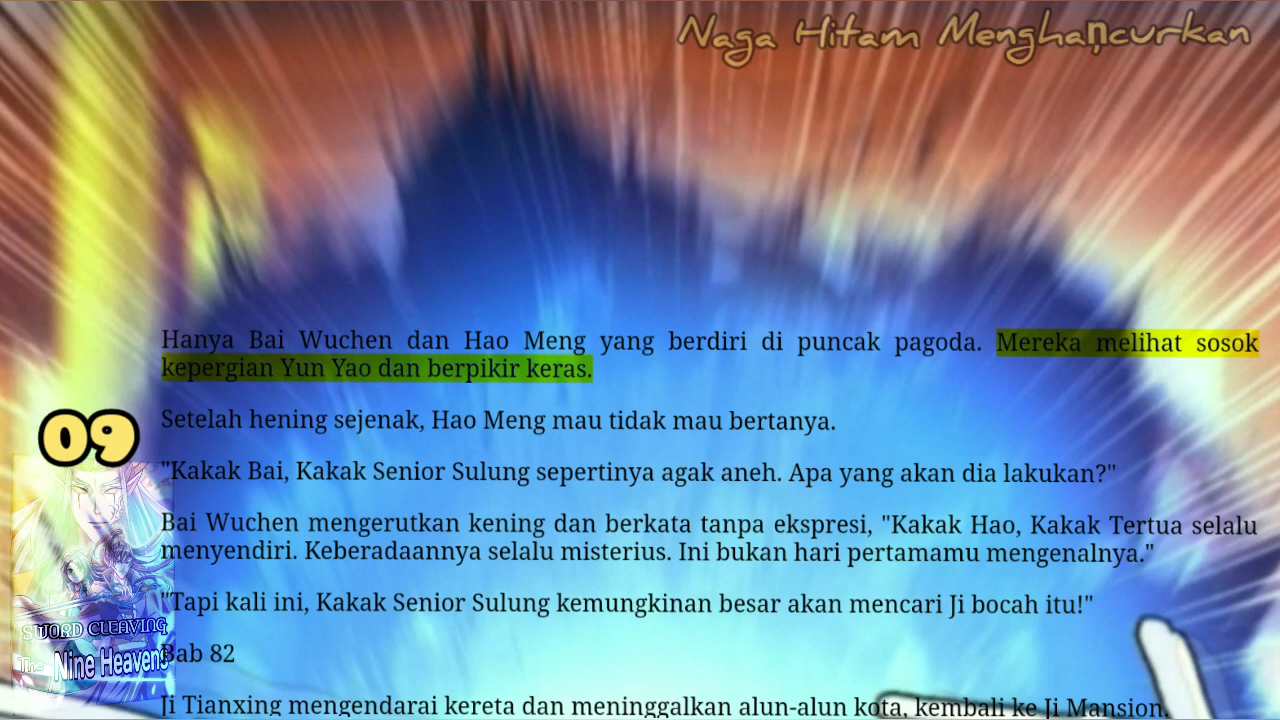 Naga Hitam Menghaṇcurkan
Hanya Bai Wuchen dan Hao Meng yang berdiri di puncak pagoda. Mereka melihat sosok
kepergian Yun Yao dan berpikir keras.
Setelah hening sejenak, Hao Meng mau tidak mau bertanya.
09
"Kakak Bai, Kakak Senior Sulung sepertinya agak aneh. Apa yang akan dia lakukan?"
Bai Wuchen mengerutkan kening dan berkata tanpa ekspresi, "Kakak Hao, Kakak Tertua selalu
menyendiri. Keberadaannya selalu misterius. Ini bukan hari pertamamu mengenalnya."
"Tapi kali ini, Kakak Senior Sulung kemungkinan besar akan mencari Ji bocah itu!"
SWORD CLEAVING
The Nine Heavens
Bab 82
Ji Tianxing mengendarai kereta dan meninggalkan alun-alun kota, kembali ke Ji Mansion.